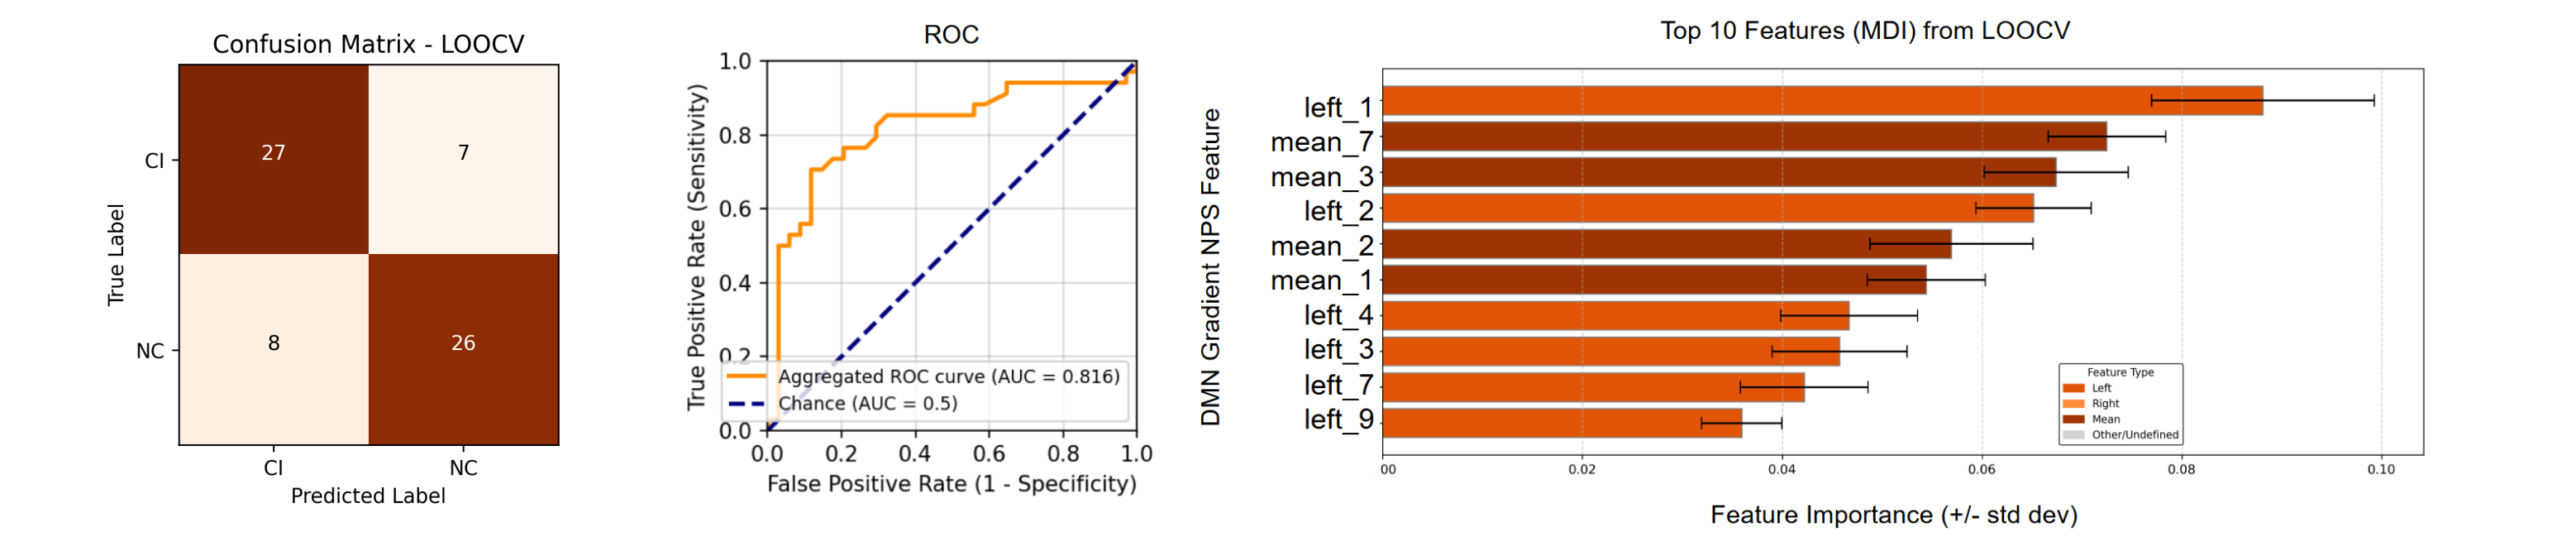 Confusion Matrix - LOOCV
True Label
CI
27
7
NC
8
26
CI
NC
Predicted Label
ROC
True Positive Rate (Sensitivity)
1.0
0.8
0.6
0.4
0.2
0.0
Aggregated ROC curve (AUC = 0.816)
Chance (AUC = 0.5)
0.0
0.2
0.4
0.6
0.8
1.0
False Positive Rate (1 - Specificity)
Top 10 Features (MDI) from LOOCV
DMN Gradient NPS Feature
left_1
mean_7
mean_3
left_2
mean_2
mean_1
left_4
left_3
left_7
left_9
Feature Type
Left
Right
Mean
Other/Undefined
00
0.02
0.04
0.06
0.08
0.10
Feature Importance (+/- std dev)